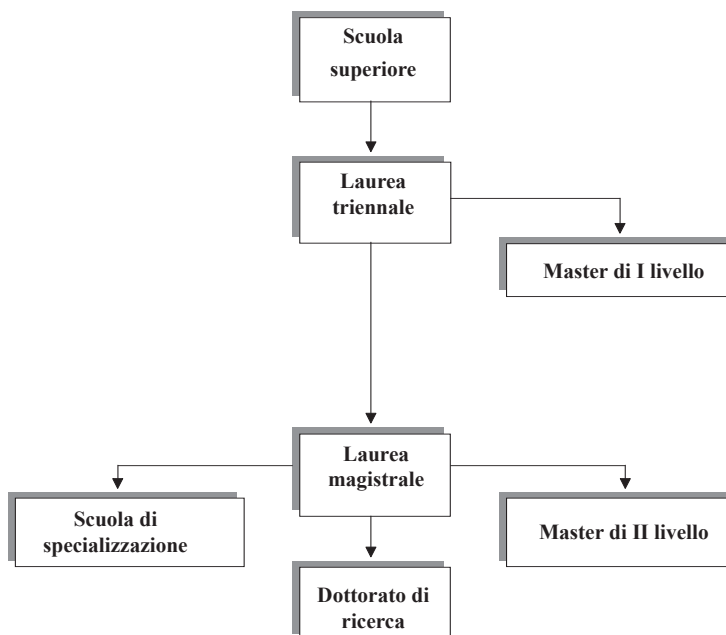 Scuola
superiore
Laurea
triennale
Master di I livello
Laurea
magistrale
Scuola di
specializzazione
Master di II livello
Dottorato di
ricerca